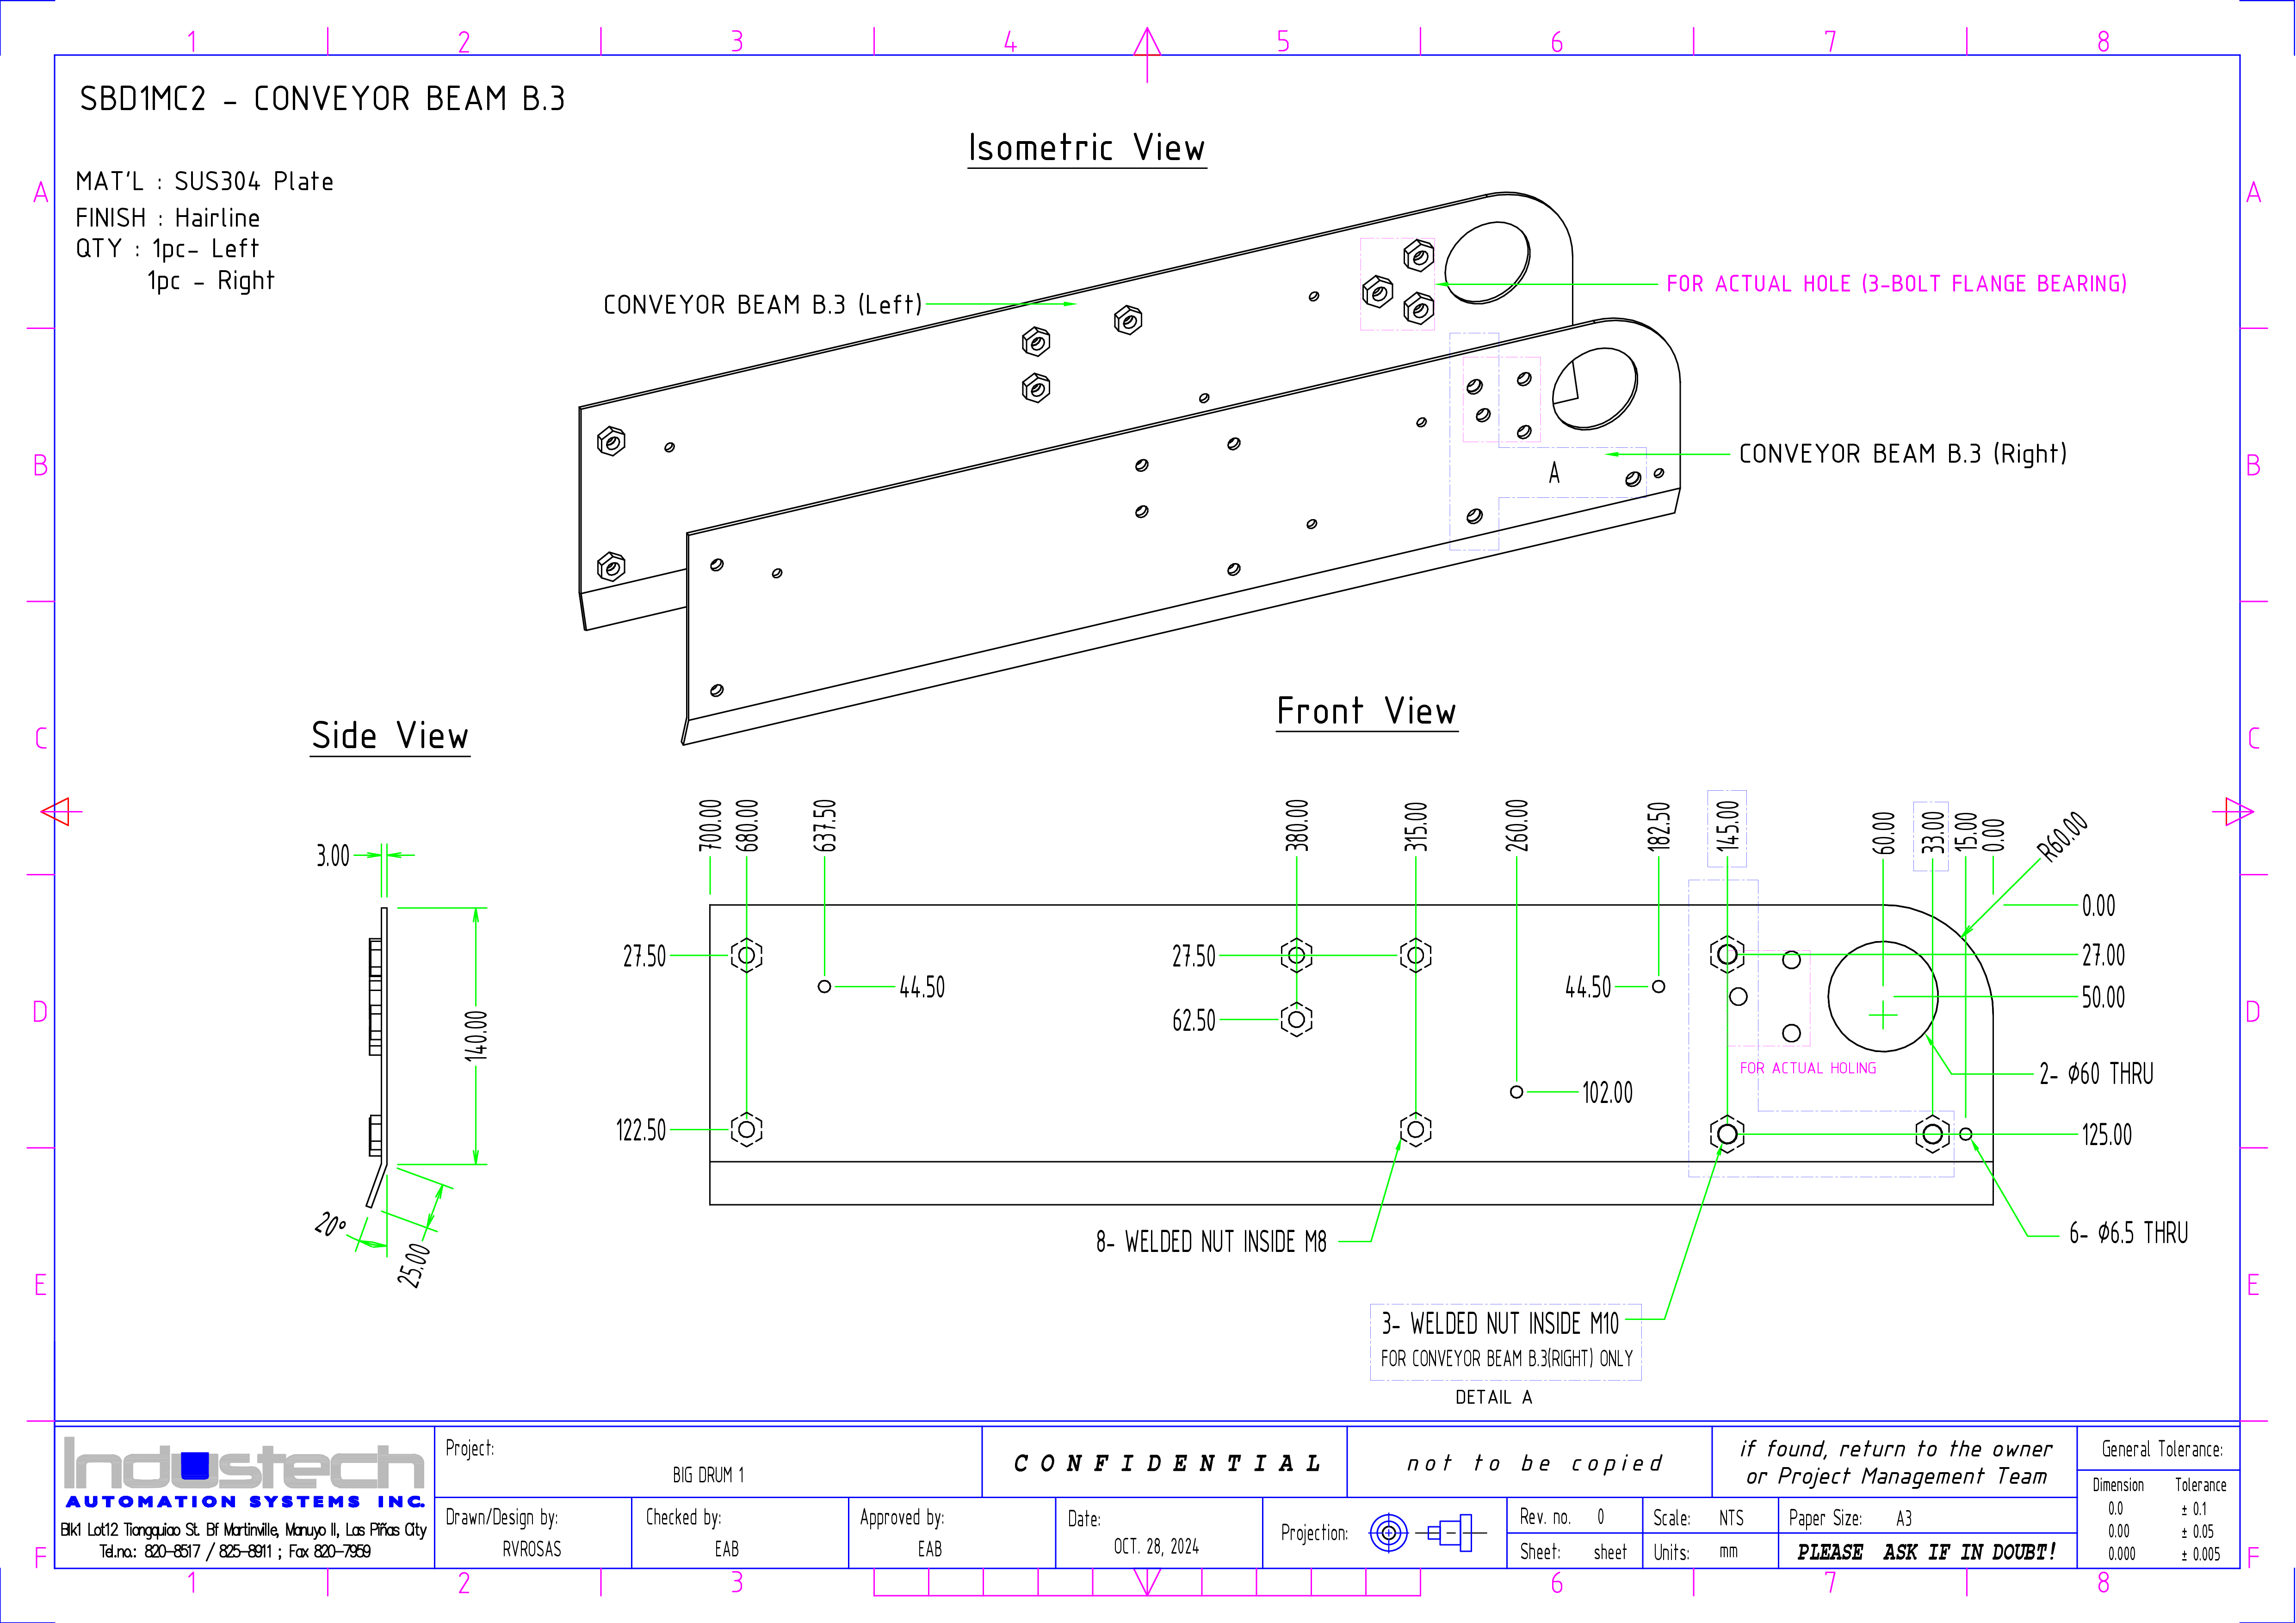 1 2 3 4 5 6 7 8
SBD1MC2 - CONVEYOR BEAM B.3
Isometric View
MAT'L : SUS304 Plate
FINISH : Hairline
QTY : 1pc- Left
1pc - Right
A
A
CONVEYOR BEAM B.3 (Left)
FOR ACTUAL HOLE (3-BOLT FLANGE BEARING)
CONVEYOR BEAM B.3 (Right)
A
B
B
Side View
Front View
C
C
3.00
140.00
20°
25.00
700.00
680.00
637.50
380.00
315.00
260.00
182.50
145.00
60.00
33.00
15.00
0.00
R60.00
0.00
27.50
44.50
27.50
62.50
44.50
27.00
50.00
D
D
FOR ACTUAL HOLING
2- Ø60 THRU
102.00
122.50
125.00
8- WELDED NUT INSIDE M8
6- Ø6.5 THRU
E
E
3- WELDED NUT INSIDE M10
FOR CONVEYOR BEAM B.3(RIGHT) ONLY
DETAIL A
Industech
AUTOMATION SYSTEMS INC.
Blk1 Lot12 Tiongquiao St. Bf Martinville, Manuyo II, Las Piñas City
Tel.no.: 820-8517 / 825-8911 ; Fax 820-7959
Project:
BIG DRUM 1
CONFIDENTIAL
not to be copied
if found, return to the owner
or Project Management Team
General Tolerance:
Dimension Tolerance
0.0 ± 0.1
0.00 ± 0.05
0.000 ± 0.005
Drawn/Design by:
RVROSAS
Checked by:
EAB
Approved by:
EAB
Date:
OCT. 28, 2024
Projection:
Rev. no. 0
Sheet: sheet
Scale: NTS
Units: mm
Paper Size: A3
PLEASE ASK IF IN DOUBT!
F
F
1 2 3 6 7 8